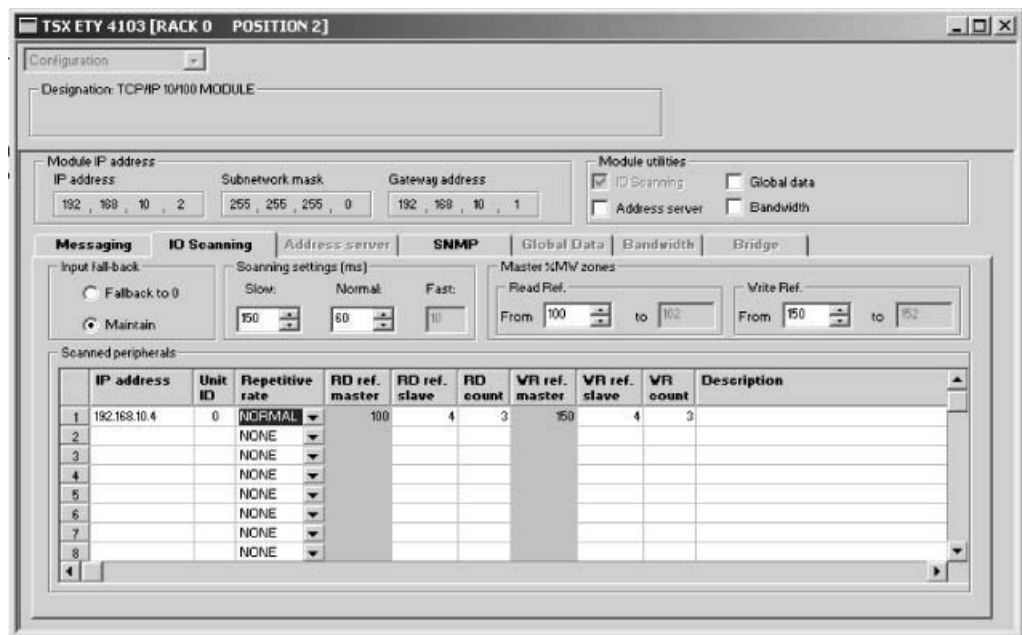 TSX ETY 4103 [RACK 0 POSITION 2]
Configuration
Designation: TCP/IP 10/100 MODULE
Module IP address
Module utilities
IP address Subnetwork mask Gateway address
IO Scanning Global data
192 , 168 , 10 , 2 255 , 255 , 255 , 0 192 , 168 , 10 , 1
Address server Bandwidth
Messaging IO Scanning Address server SNMP Global Data Bandwidth Bridge
Input fall-back Scanning settings (ms) Master %MW zones
Fallback to 0 Slow: Normal: Fast: Read Ref. Write Ref.
Maintain 150 60 10 From 100 to 102 From 150 to 152
Scanned peripherals
IP address Unit ID Repetitive rate RD ref. master RD ref. slave RD count WR ref. master WR ref. slave WR count Description
1 192.168.10.4 0 NORMAL 100 4 3 150 4 3
2 NONE
3 NONE
4 NONE
5 NONE
6 NONE
7 NONE
8 NONE